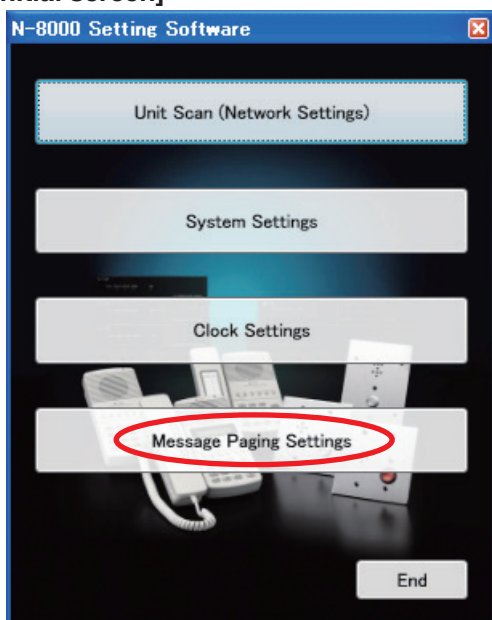 N-8000 Setting Software
Unit Scan (Network Settings)
System Settings
Clock Settings
Message Paging Settings
End